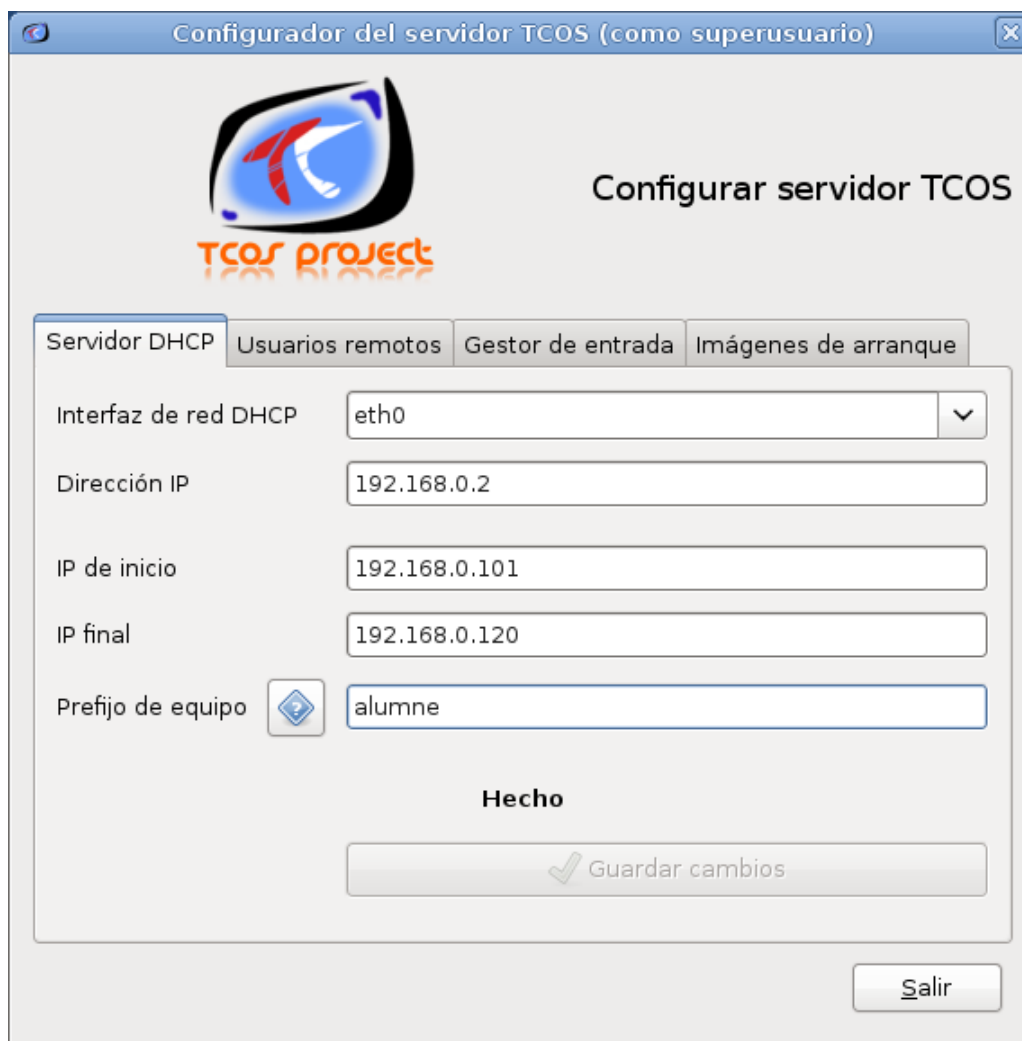 Configurador del servidor TCOS (como superusuario)
TCOS PROJECT
Configurar servidor TCOS
Servidor DHCP Usuarios remotos Gestor de entrada Imágenes de arranque
Interfaz de red DHCP eth0
Dirección IP 192.168.0.2
IP de inicio 192.168.0.101
IP final 192.168.0.120
Prefijo de equipo ? alumne
Hecho
Guardar cambios
Salir